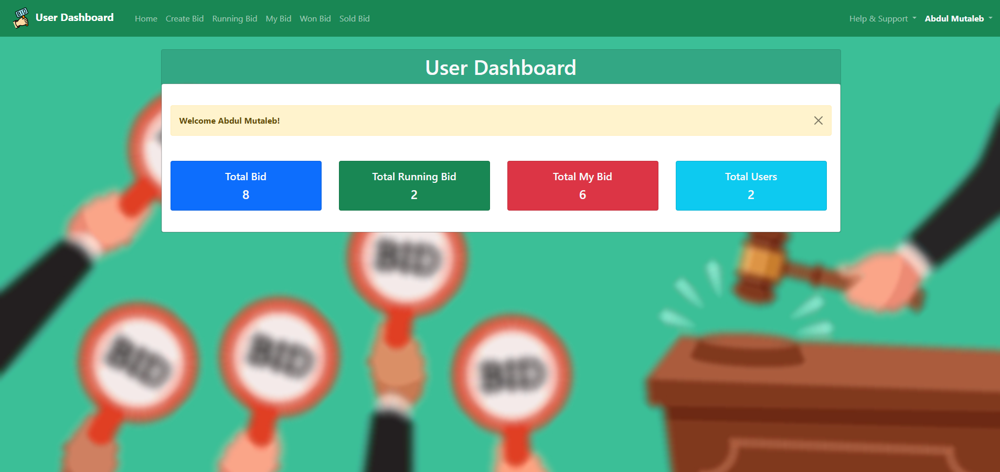 BID
User Dashboard
Home
Create Bid
Running Bid
My Bid
Won Bid
Sold Bid
Help & Support
Abdul Mutaleb
User Dashboard
Welcome Abdul Mutaleb!
Total Bid
8
Total Running Bid
2
Total My Bid
6
Total Users
2
BID
BID
BID
BID